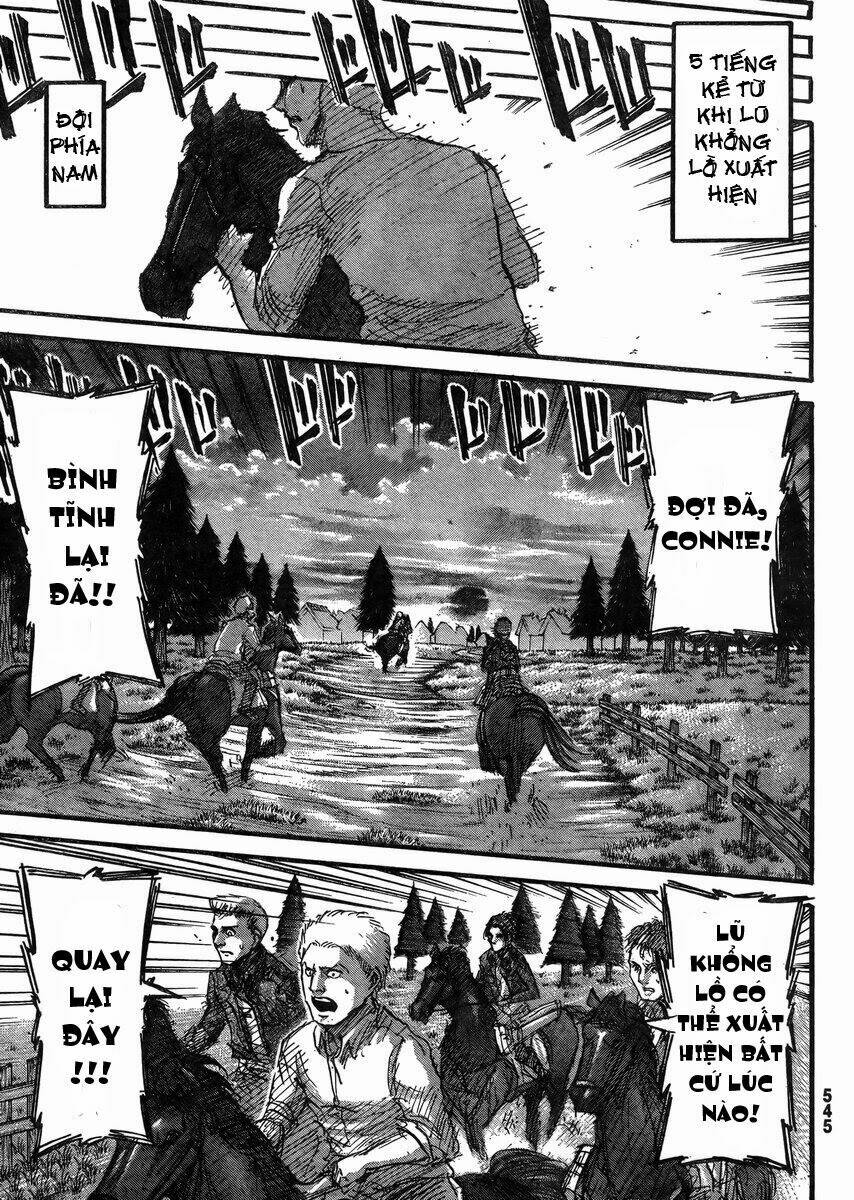 5 TIẾNG
KỂ TỪ
KHI LŨ
KHỔNG
LỒ XUẤT
HIỆN
ĐỘI
PHÍA
NAM
ĐỢI ĐÃ,
CONNIE!
BÌNH
TĨNH
LẠI
ĐÃ!!
LŨ
KHỔNG
LỒ CÓ
THỂ XUẤT
HIỆN BẤT
CỨ LÚC
NÀO!
QUAY
LẠI
ĐÂY
!!!
545